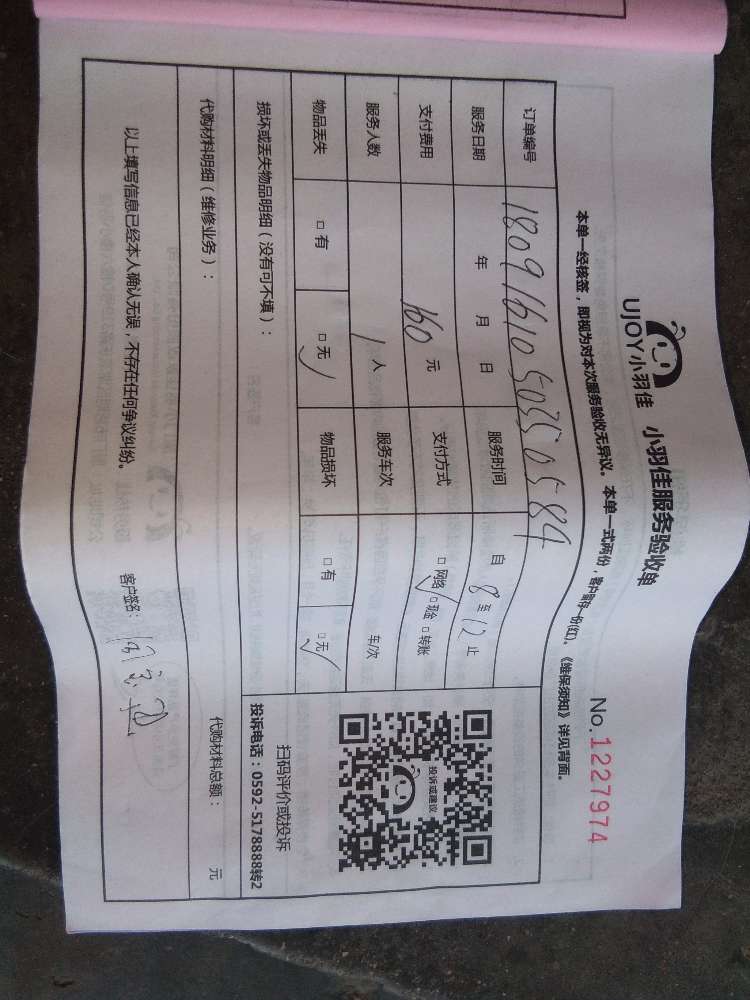 UJOY小羽佳 小羽佳服务验收单
No.1227974
本单一经核签，即视为对本次服务验收无异议。本单一式两份，客户留存一份(红)。《维保须知》详见背面。
订单编号 1809161050350584
服务日期 年 月 日 服务时间 自 8 至 12 止
支付费用 160 元 支付方式 □网络 □现金 □转账
服务人数 1 人 服务车次 车/次
物品丢失 □有 □无 ✓ 物品损坏 □有 □无 ✓
投诉或建议
扫码评价或投诉
投诉电话：0592-5178888转2
损坏或丢失物品明细（没有可不填）：
代购材料明细（维修业务）：
代购材料总额： 元
以上填写信息已经本人确认无误，不存在任何争议纠纷。
客户签名：